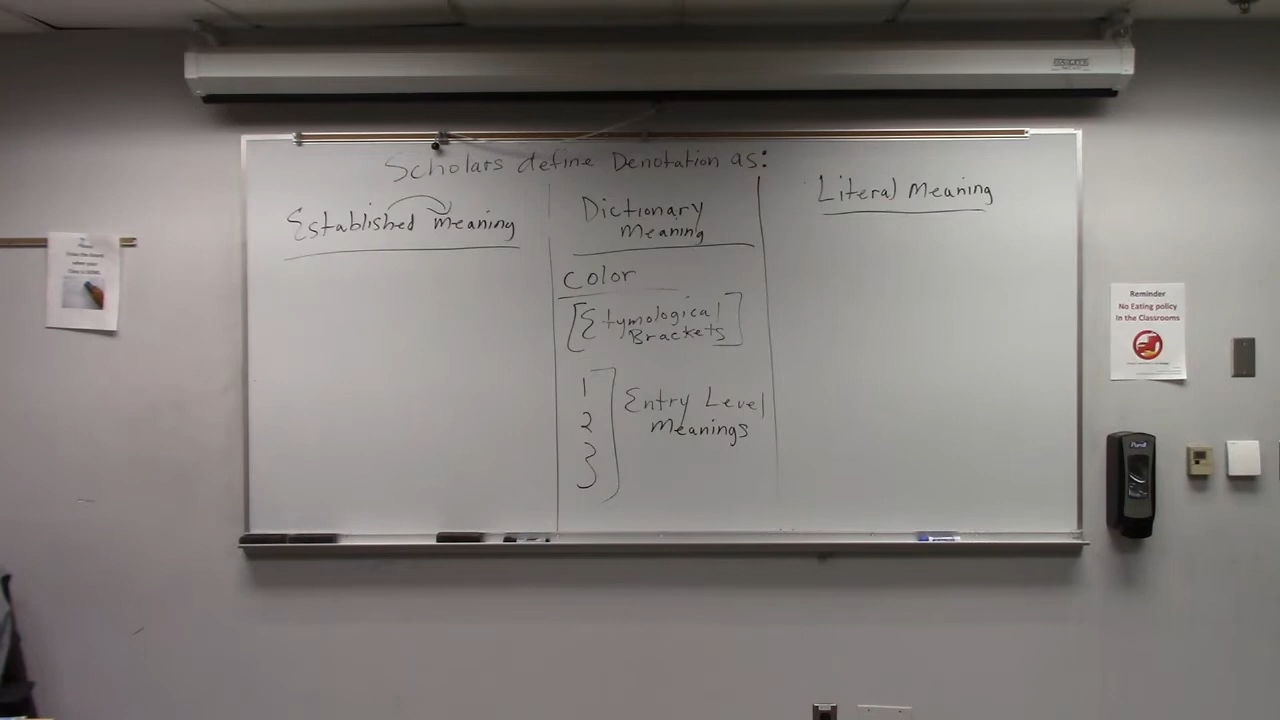 Scholars define Denotation as:
Established meaning
Dictionary
Meaning
Color
[Etymological
Brackets]
1
2
3
Entry Level
Meanings
Literal Meaning
Reminder
No Eating policy
In the Classrooms
Purell